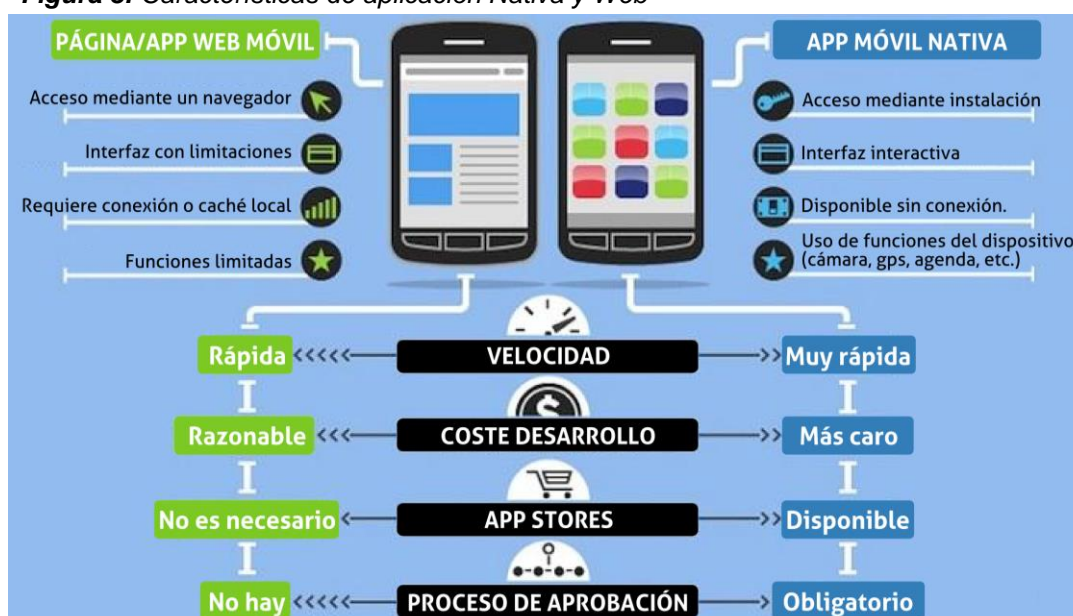 Figura 8. Características de aplicación Nativa y Web
PÁGINA/APP WEB MÓVIL
Acceso mediante un navegador
Interfaz con limitaciones
Requiere conexión o caché local
Funciones limitadas
APP MÓVIL NATIVA
Acceso mediante instalación
Interfaz interactiva
Disponible sin conexión.
Uso de funciones del dispositivo
(cámara, gps, agenda, etc.)
Rápida <<<<< VELOCIDAD >> Muy rápida
Razonable <<< COSTE DESARROLLO >> Más caro
No es necesario < APP STORES >> Disponible
No hay <<<<< PROCESO DE APROBACIÓN > Obligatorio